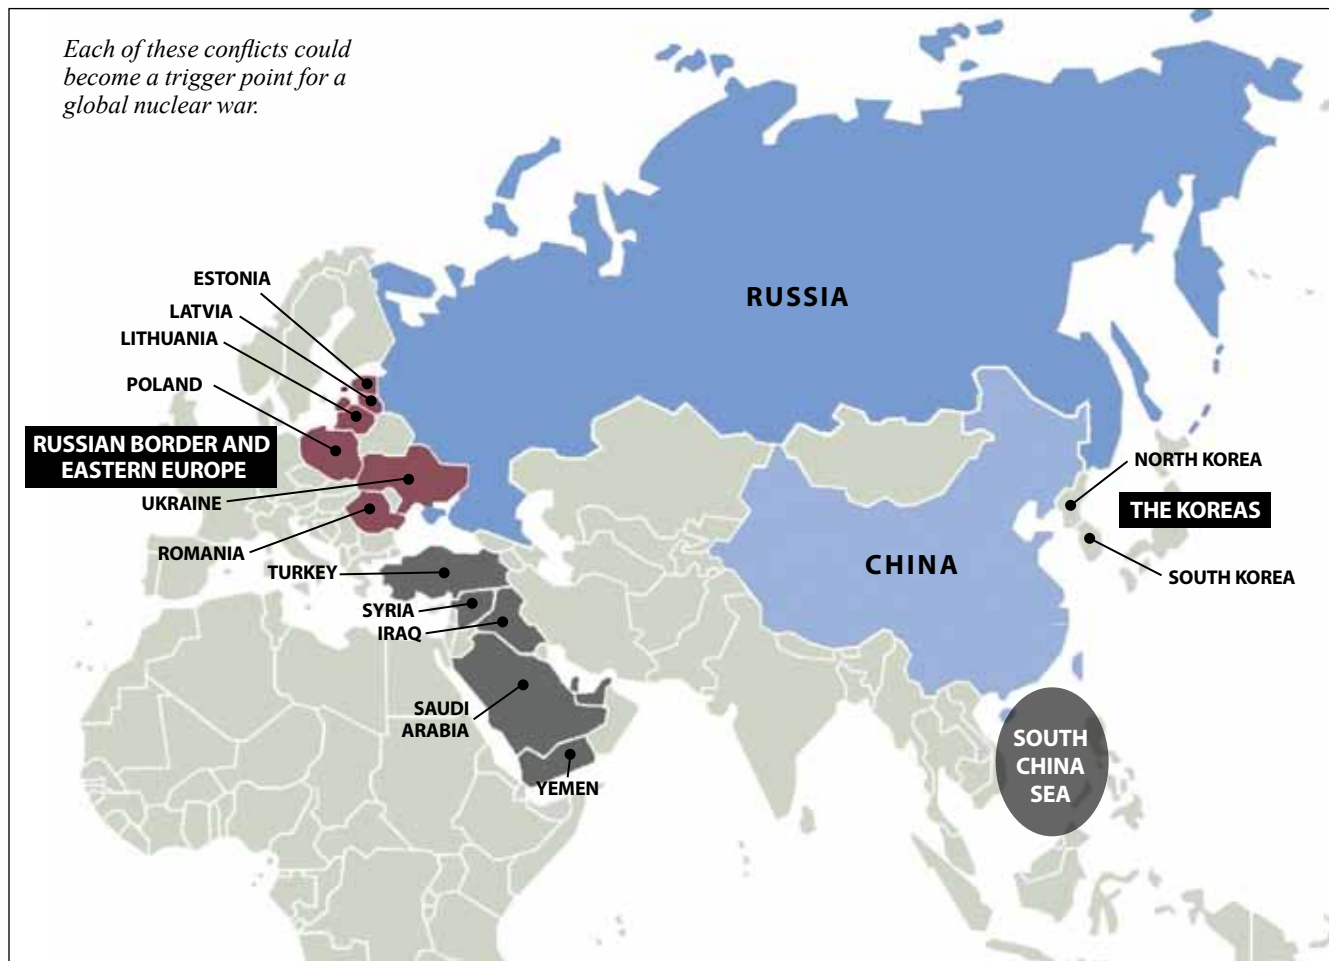 Each of these conflicts could
become a trigger point for a
global nuclear war.
ESTONIA
LATVIA
LITHUANIA
POLAND
RUSSIAN BORDER AND
EASTERN EUROPE
UKRAINE
ROMANIA
TURKEY
SYRIA
IRAQ
SAUDI
ARABIA
YEMEN
RUSSIA
CHINA
NORTH KOREA
THE KOREAS
SOUTH KOREA
SOUTH
CHINA
SEA